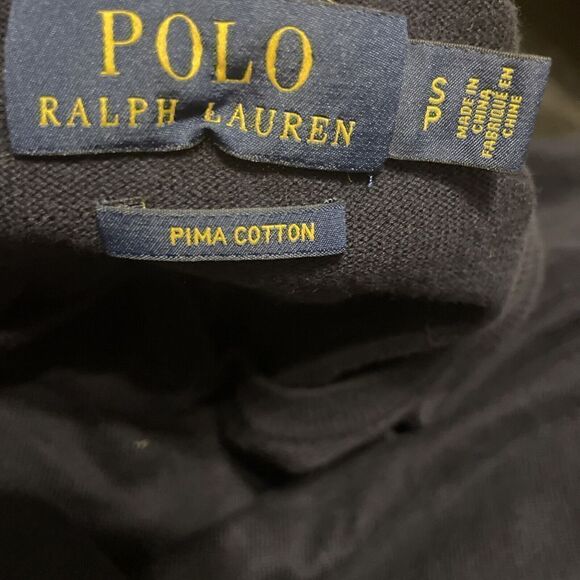 POLO
RALPH LAUREN
S
P
MADE IN
CHINA
FABRIQUÉ EN
CHINE
PIMA COTTON